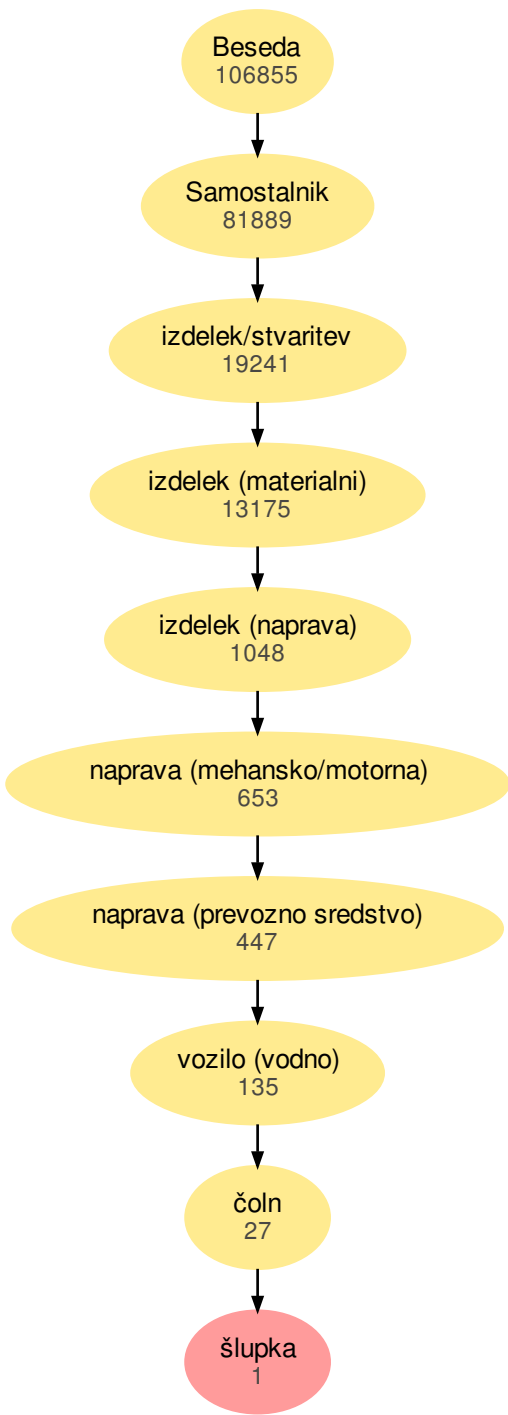 Beseda
106855
Samostalnik
81889
izdelek/stvaritev
19241
izdelek (materialni)
13175
izdelek (naprava)
1048
naprava (mehansko/motorna)
653
naprava (prevozno sredstvo)
447
vozilo (vodno)
135
čoln
27
šlupka
1